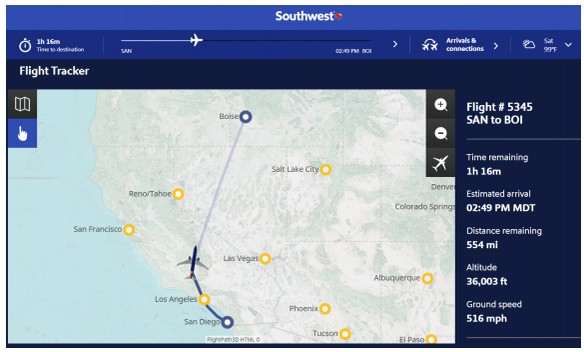 Southwest
1h 16m
Time to destination
SAN
02:49 PM BOI
Arrivals &
connections
Sat
99°F
Flight Tracker
Boise
Salt Lake City
Denver
Reno/Tahoe
Colorado Springs
San Francisco
Las Vegas
Albuquerque
Los Angeles
Phoenix
San Diego
Tucson
El Paso
FlightPath3D HTML ©
Flight # 5345
SAN to BOI
Time remaining
1h 16m
Estimated arrival
02:49 PM MDT
Distance remaining
554 mi
Altitude
36,003 ft
Ground speed
516 mph